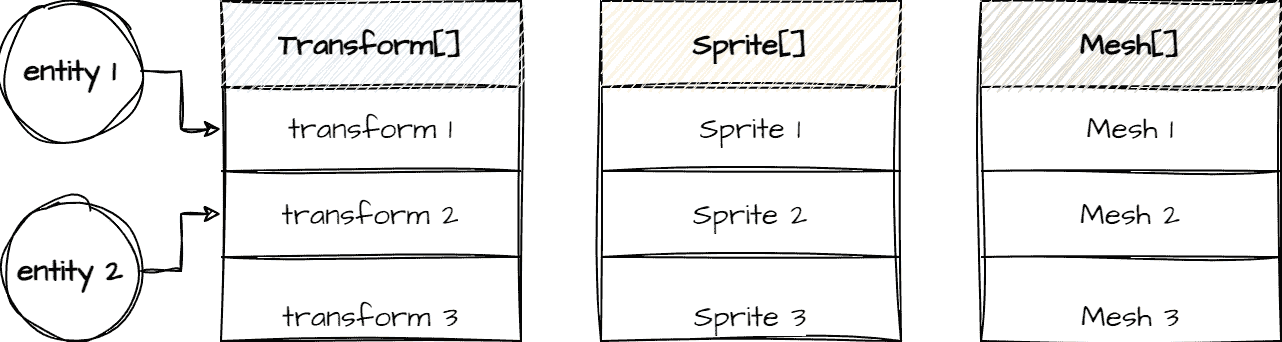 entity 1
Transform[]
transform 1
transform 2
transform 3
Sprite[]
Sprite 1
Sprite 2
Sprite 3
Mesh[]
Mesh 1
Mesh 2
Mesh 3
entity 2